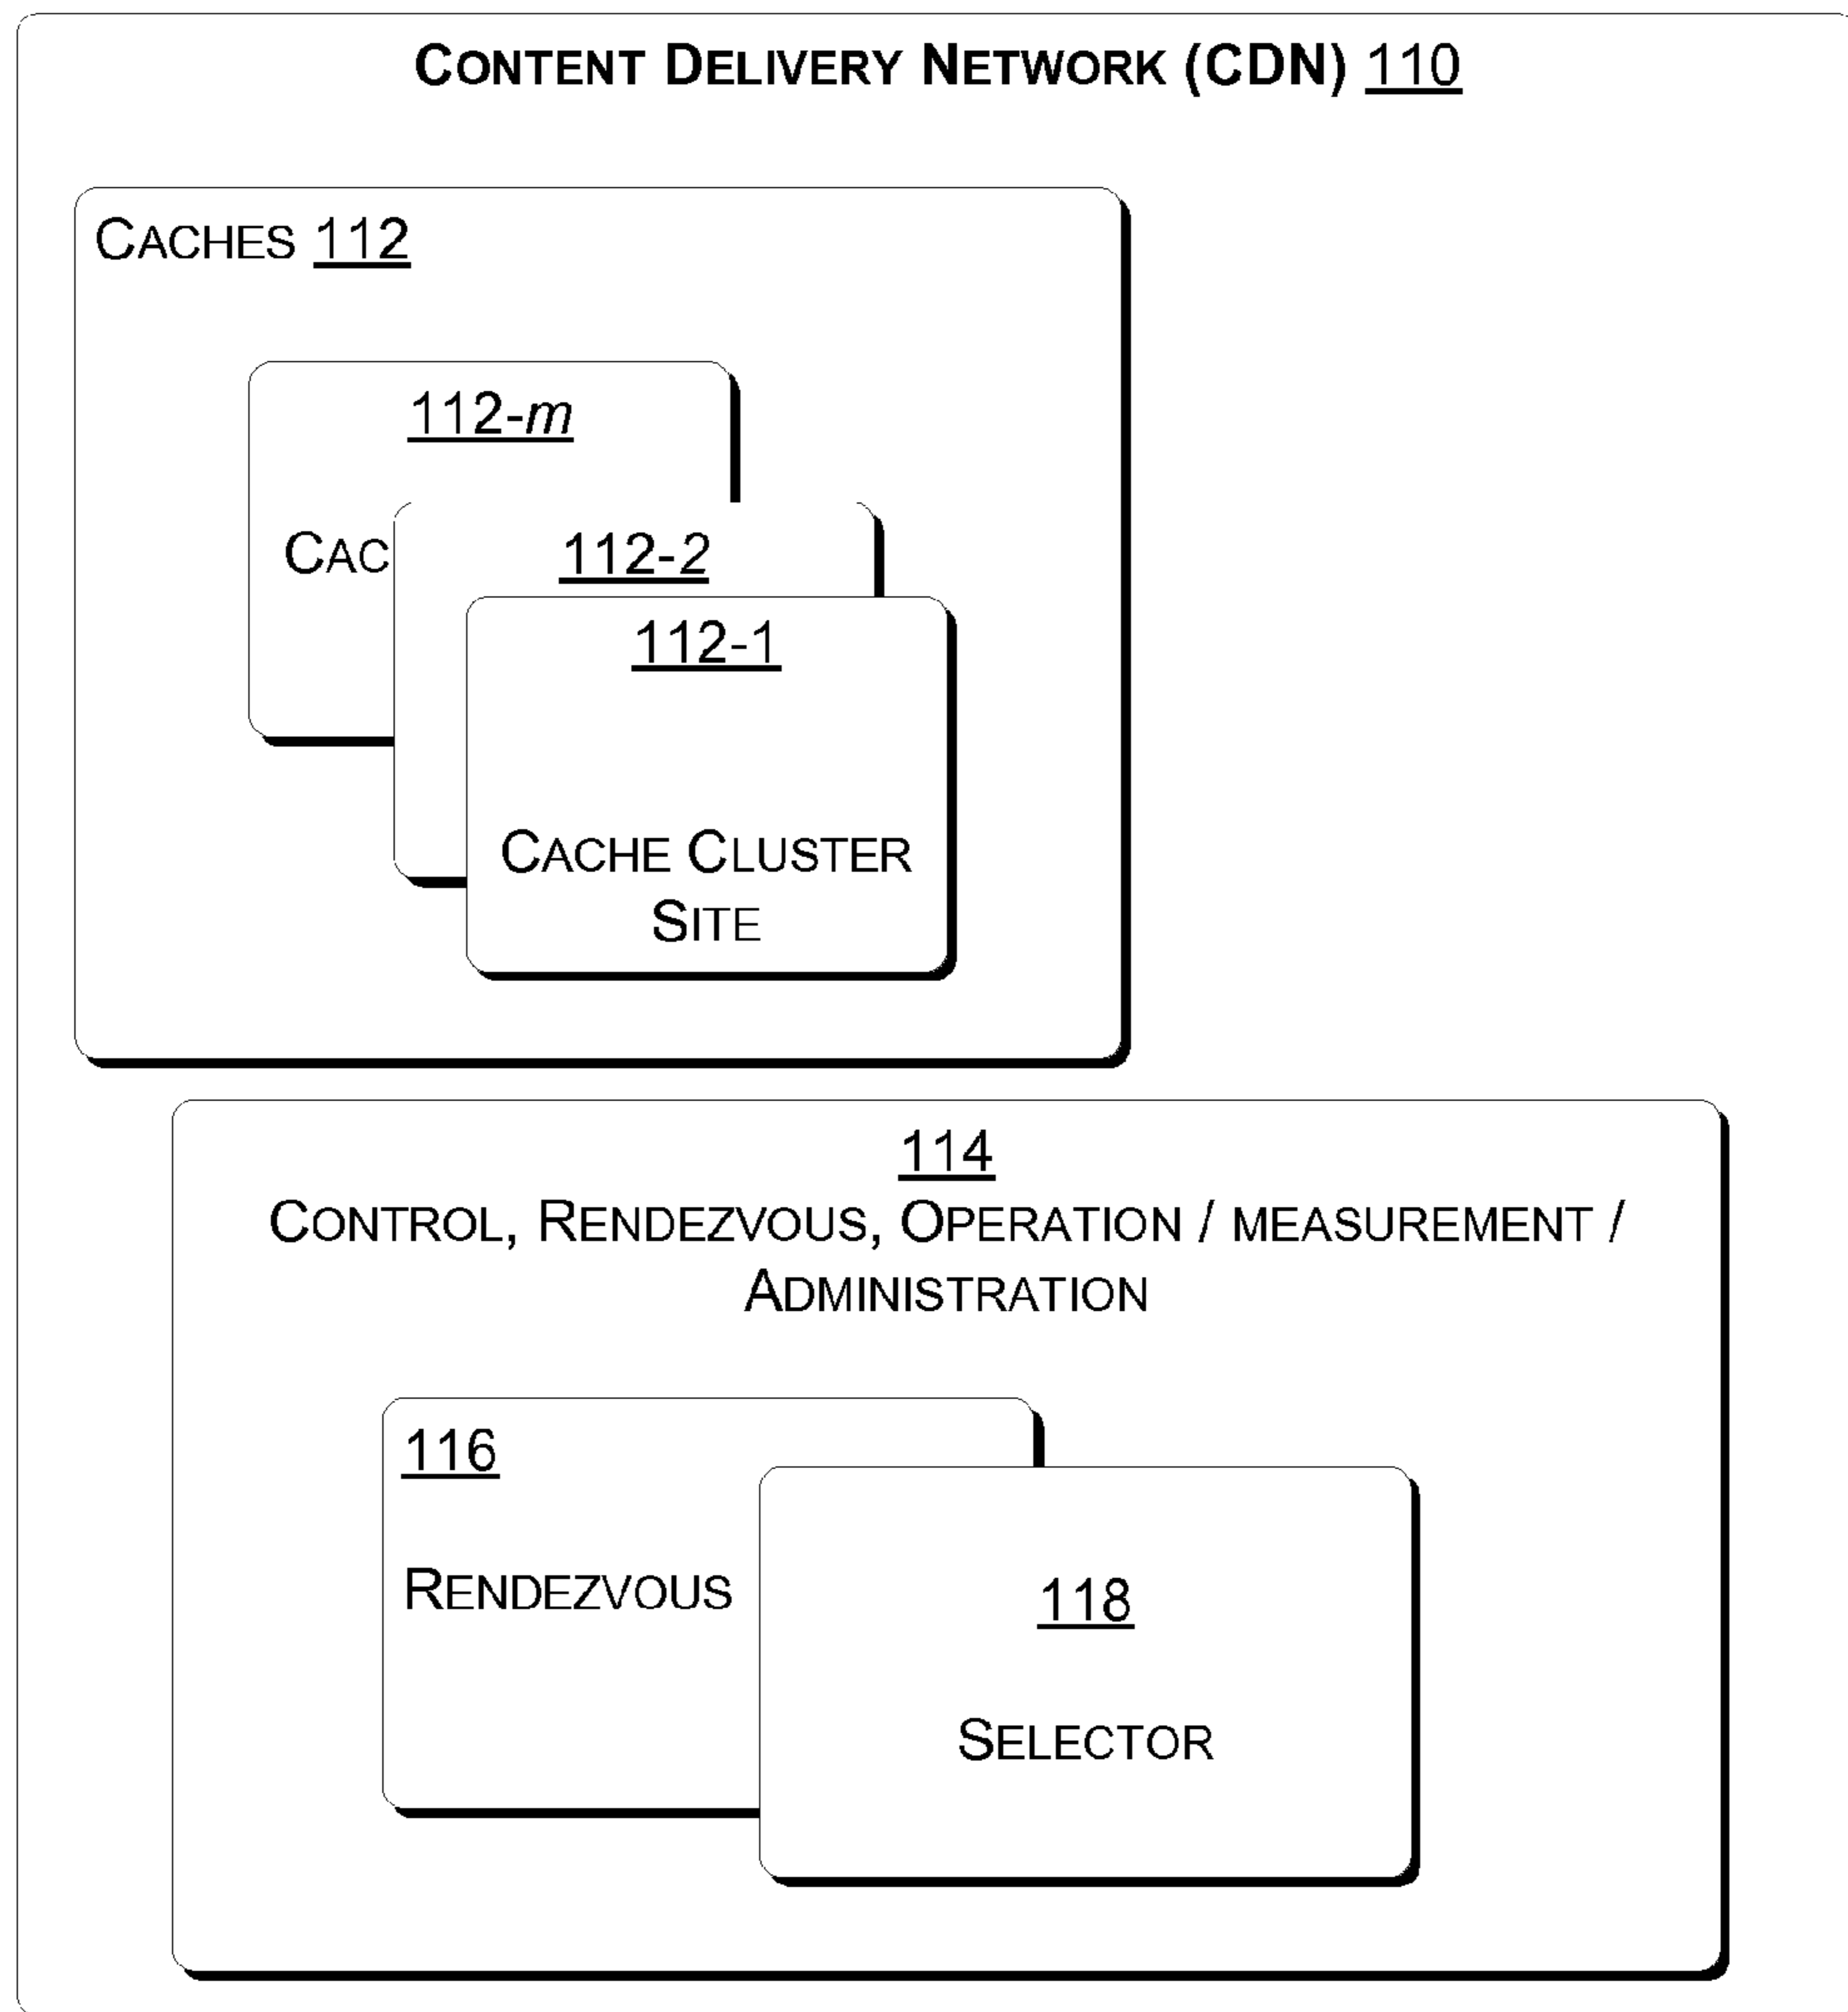 CONTENT DELIVERY NETWORK (CDN) 110
CACHES 112
112-m
CAC
112-2
112-1
CACHE CLUSTER
SITE
114
CONTROL, RENDEZVOUS, OPERATION / MEASUREMENT /
ADMINISTRATION
116
RENDEZVOUS
118
SELECTOR